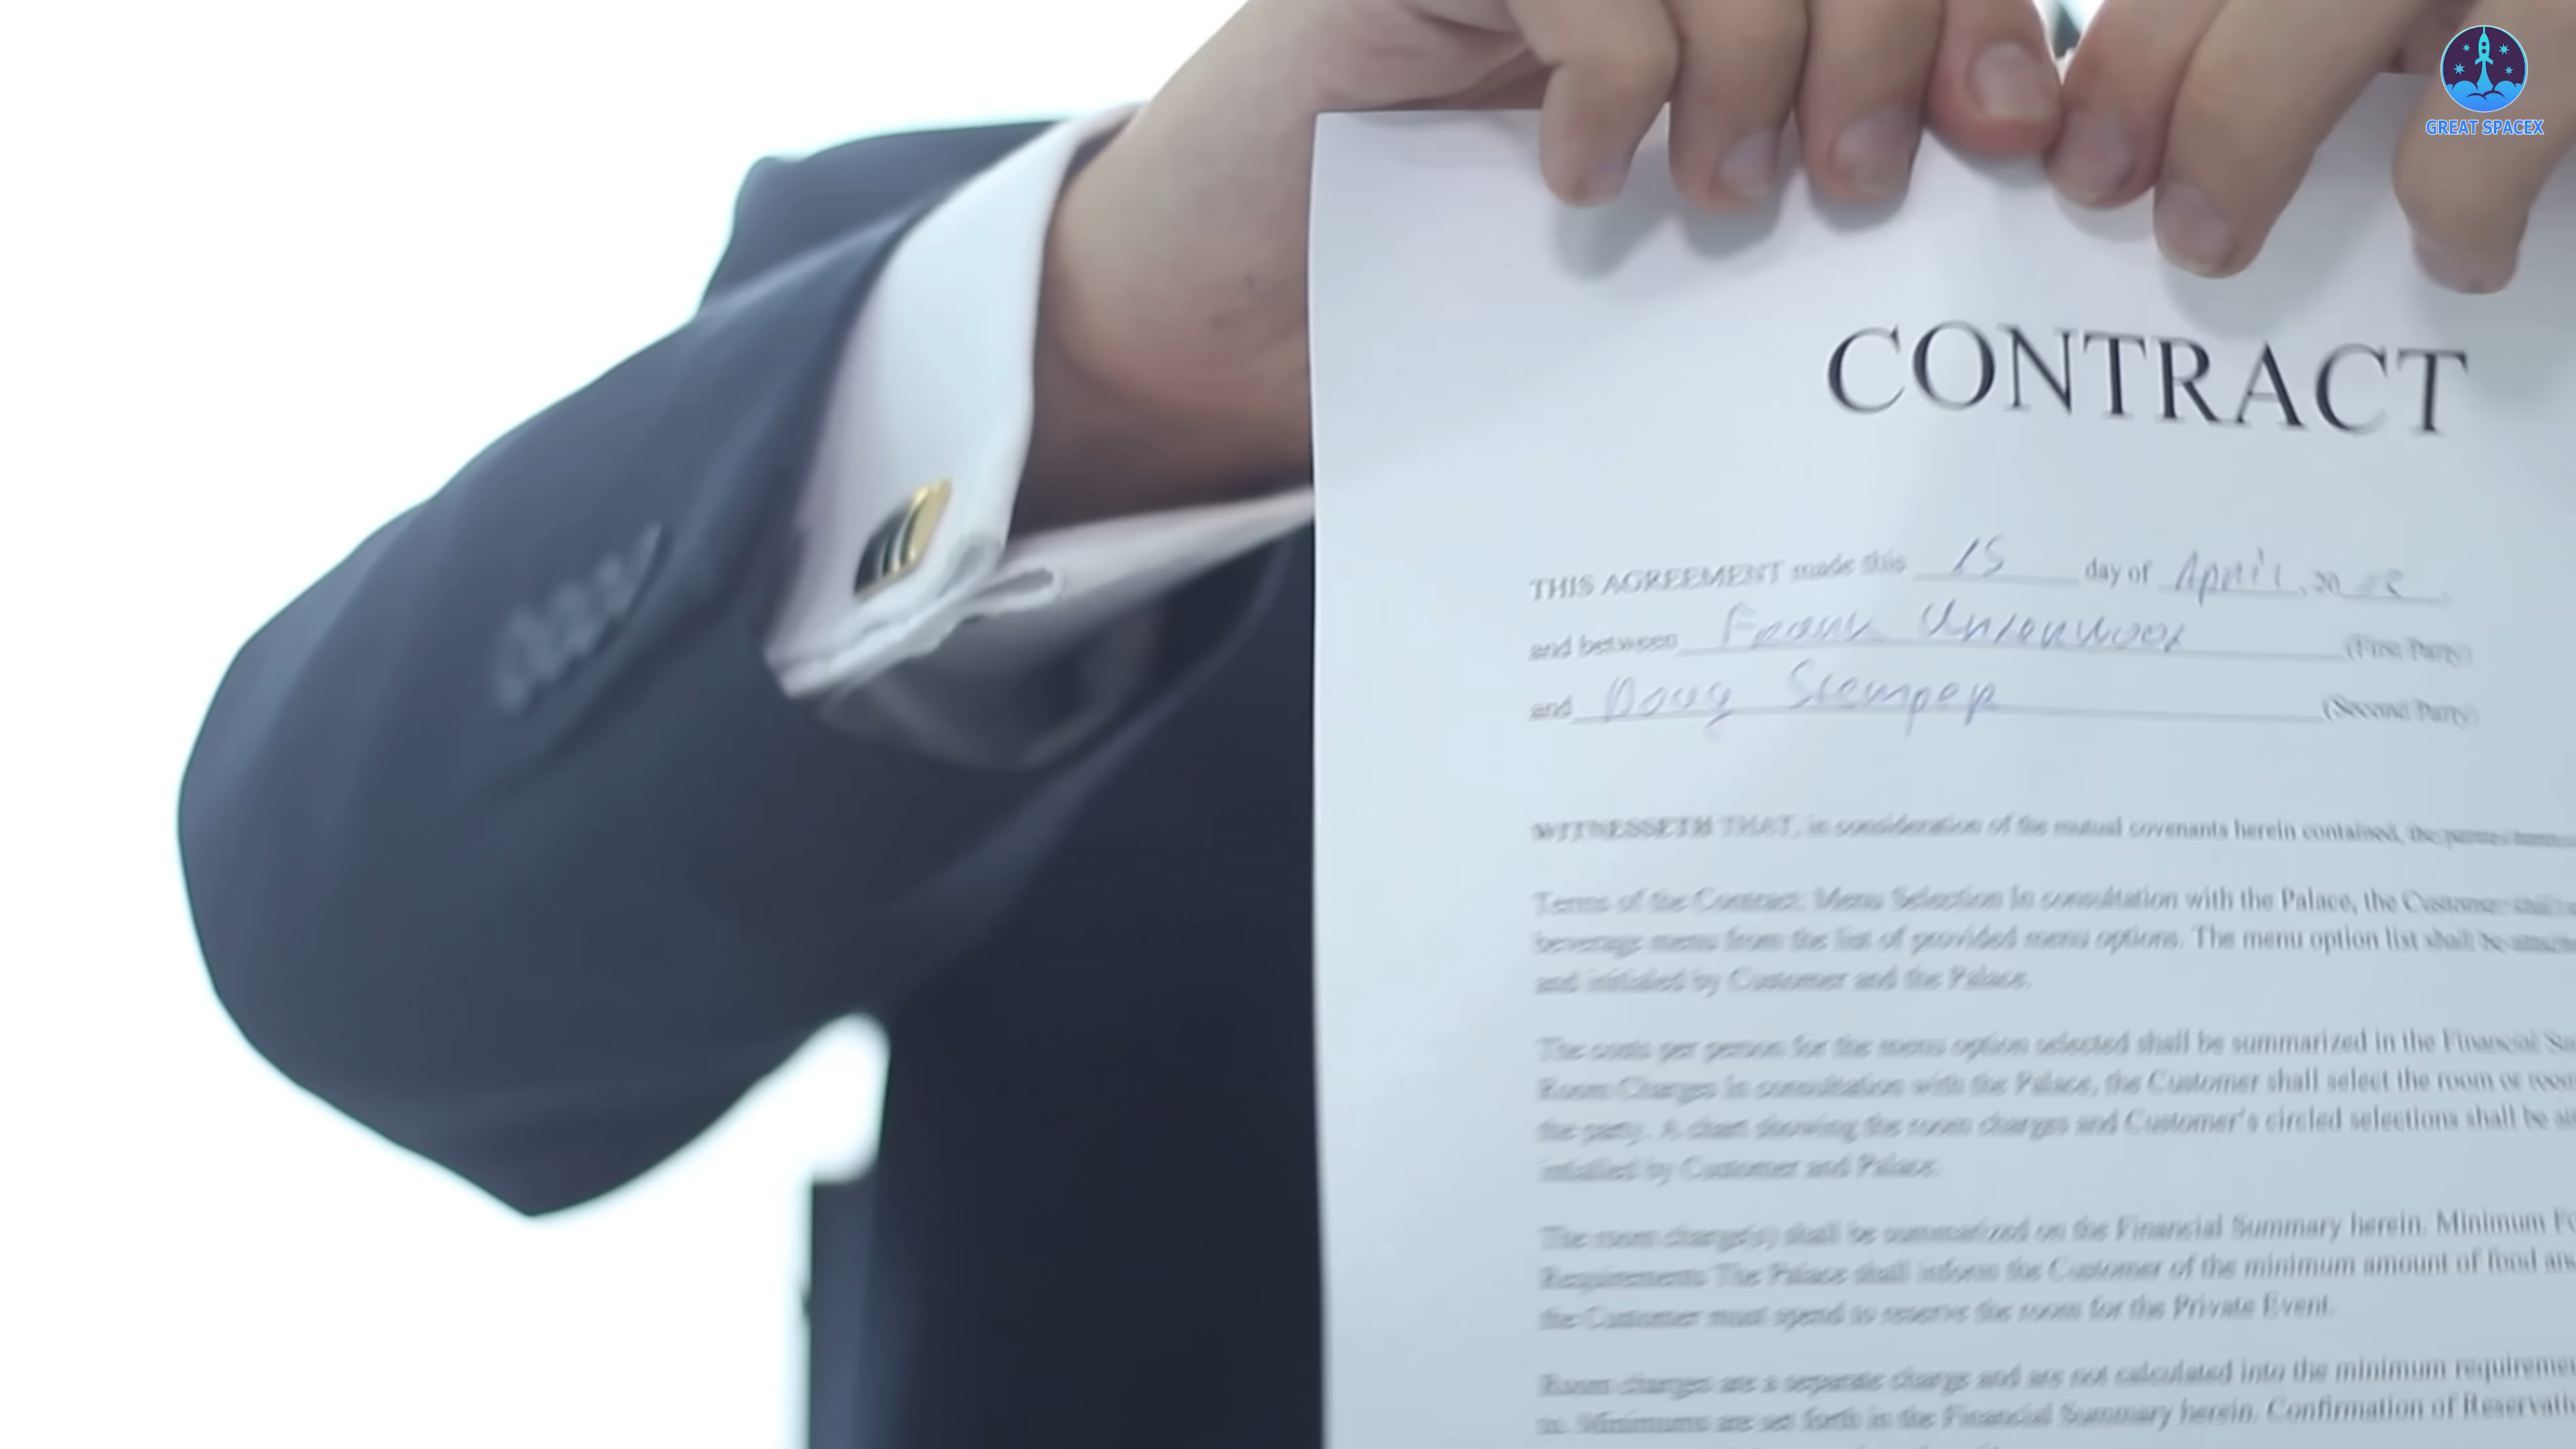 GREAT SPACEX
CONTRACT
THIS AGREEMENT made this 15 day of April, 20
and between Frank Underwood (First Party)
and Doug Stemper (Second Party)
WITNESSETH THAT, in consideration of the mutual covenants herein contained, the parties
Terms of the Contract: Menu Selection In consultation with the Palace, the Customer shall
beverage menu from the list of provided menu options. The menu option list shall be
and initialed by Customer and the Palace.
The costs per person for the menu option selected shall be summarized in the Financial
Room Charges In consultation with the Palace, the Customer shall select the room or
the party. A chart showing the room charges and Customer's circled selections shall be
initialled by Customer and Palace.
The room charge(s) shall be summarized on the Financial Summary herein. Minimum
Requirements The Palace shall inform the Customer of the minimum amount of food
the Customer must spend to reserve the room for the Private Event.
Room charges are a separate charge and are not calculated into the minimum
in. Minimums are set forth in the Financial Summary herein. Confirmation of